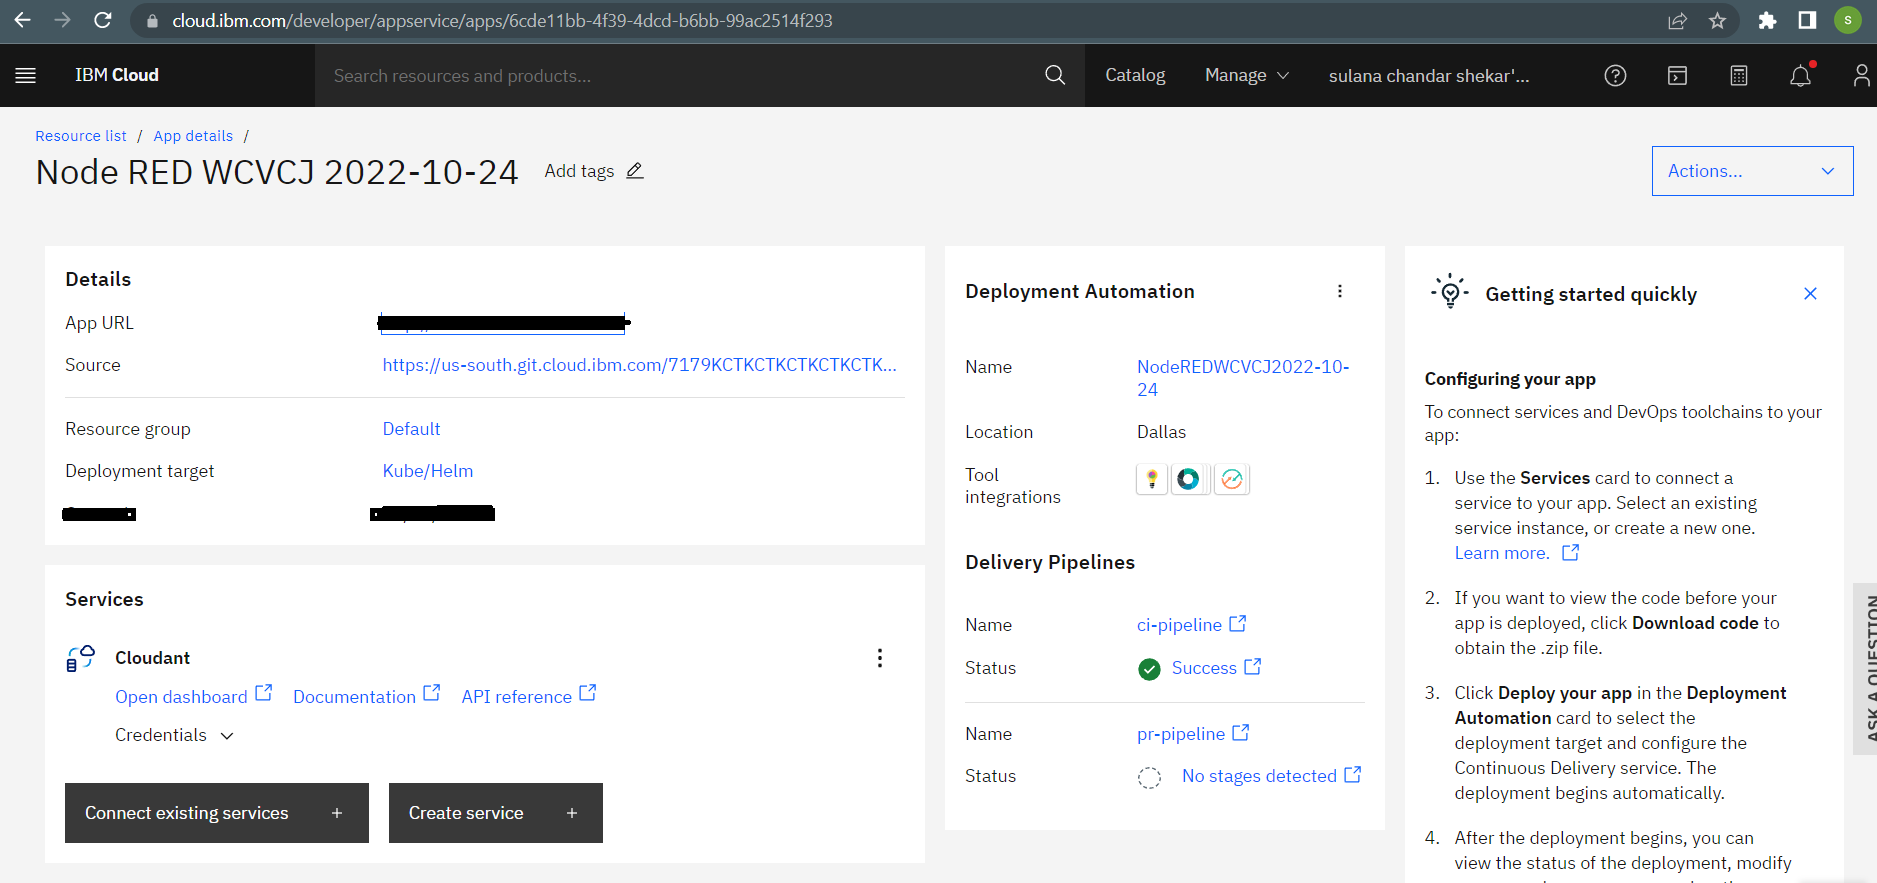 cloud.ibm.com/developer/appservice/apps/6cde11bb-4f39-4dcd-b6bb-99ac2514f293
S
IBM Cloud
Search resources and products...
Catalog
Manage
sulana chandar shekar'...
Resource list / App details /
Node RED WCVCJ 2022-10-24
Add tags
Actions...
Details
App URL
Source
https://us-south.git.cloud.ibm.com/7179KCTKCTKCTKCTKCTK...
Resource group
Default
Deployment target
Kube/Helm
Services
Cloudant
Open dashboard
Documentation
API reference
Credentials
Connect existing services +
Create service +
Deployment Automation
Name
NodeREDWCVCJ2022-10-
24
Location
Dallas
Tool
integrations
Delivery Pipelines
Name
ci-pipeline
Status
Success
Name
pr-pipeline
Status
No stages detected
Getting started quickly
Configuring your app
To connect services and DevOps toolchains to your
app:
1. Use the Services card to connect a
service to your app. Select an existing
service instance, or create a new one.
Learn more.
2. If you want to view the code before your
app is deployed, click Download code to
obtain the .zip file.
3. Click Deploy your app in the Deployment
Automation card to select the
deployment target and configure the
Continuous Delivery service. The
deployment begins automatically.
4. After the deployment begins, you can
view the status of the deployment, modify
ASK A QUESTION